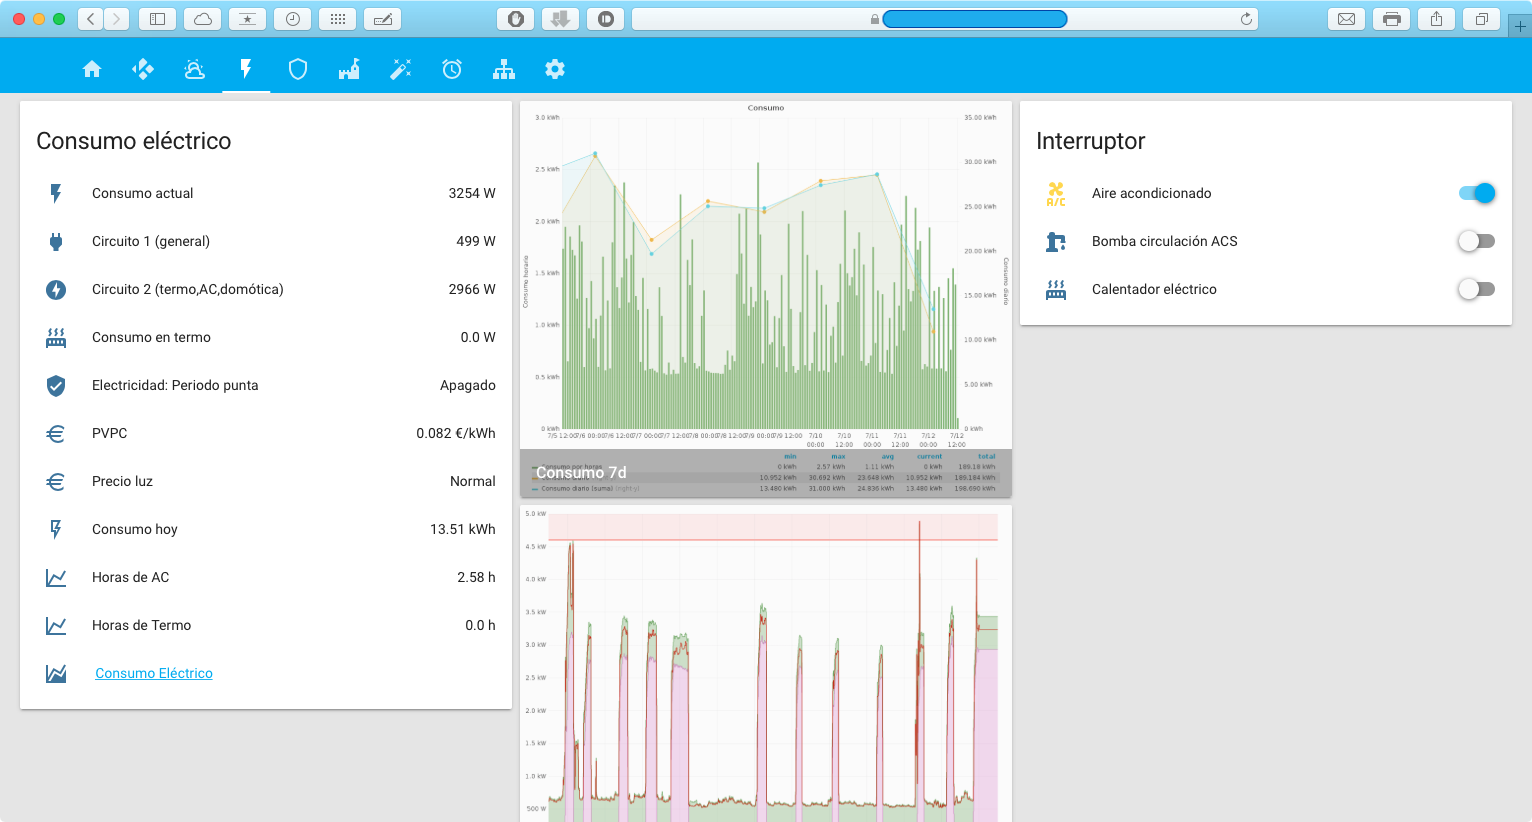 Consumo eléctrico
Consumo actual 3254 W
Circuito 1 (general) 499 W
Circuito 2 (termo,AC,domótica) 2966 W
Consumo en termo 0.0 W
Electricidad: Periodo punta Apagado
PVPC 0.082 €/kWh
Precio luz Normal
Consumo hoy 13.51 kWh
Horas de AC 2.58 h
Horas de Termo 0.0 h
Consumo Eléctrico
Consumo
3.0 kWh
2.5 kWh
2.0 kWh
1.5 kWh
1.0 kWh
0.5 kWh
0 kWh
Consumo horario
35.00 kWh
30.00 kWh
25.00 kWh
20.00 kWh
15.00 kWh
10.00 kWh
5.00 kWh
0 kWh
Consumo diario
7/5 12:00 7/6 00:00 7/6 12:00 7/7 00:00 7/7 12:00 7/8 00:00 7/8 12:00 7/9 00:00 7/9 12:00 7/10 00:00 7/10 12:00 7/11 00:00 7/11 12:00 7/12 00:00 7/12 12:00
min max avg current total
Consumo por horas 0 kWh 2.57 kWh 1.11 kWh 0 kWh 189.18 kWh
10.952 kWh 30.692 kWh 23.648 kWh 10.952 kWh 189.184 kWh
Consumo diario (suma) (right-y) 13.480 kWh 31.000 kWh 24.836 kWh 13.480 kWh 198.690 kWh
Consumo 7d
5.0 kW
4.5 kW
4.0 kW
3.5 kW
3.0 kW
2.5 kW
2.0 kW
1.5 kW
1.0 kW
500 W
Interruptor
A/C Aire acondicionado
Bomba circulación ACS
Calentador eléctrico